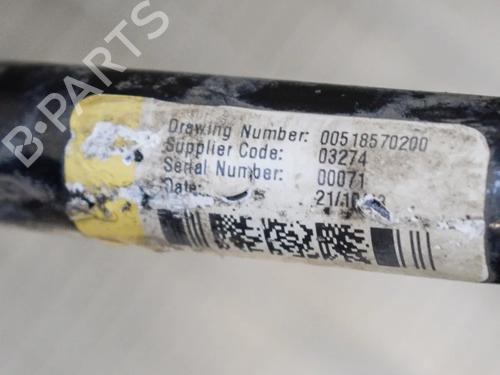 B-PARTS
Drawing Number: 00518570200
Supplier Code: 03274
Serial Number: 00071
Date: